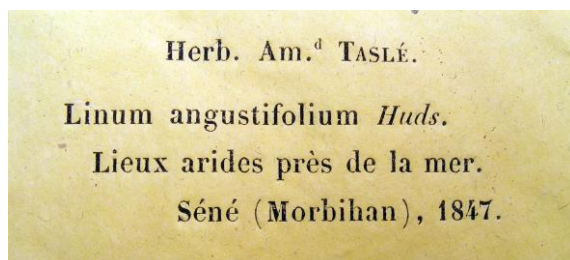 Herb. Am.ᵈ TASLÉ.
Linum angustifolium Huds.
Lieux arides près de la mer.
Séné (Morbihan), 1847.